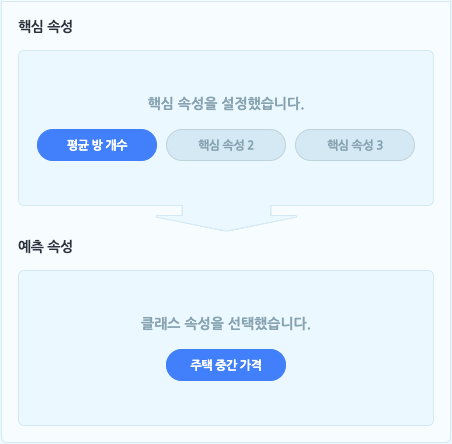 핵심 속성
핵심 속성을 설정했습니다.
평균 방 개수
핵심 속성 2
핵심 속성 3
예측 속성
클래스 속성을 선택했습니다.
주택 중간 가격